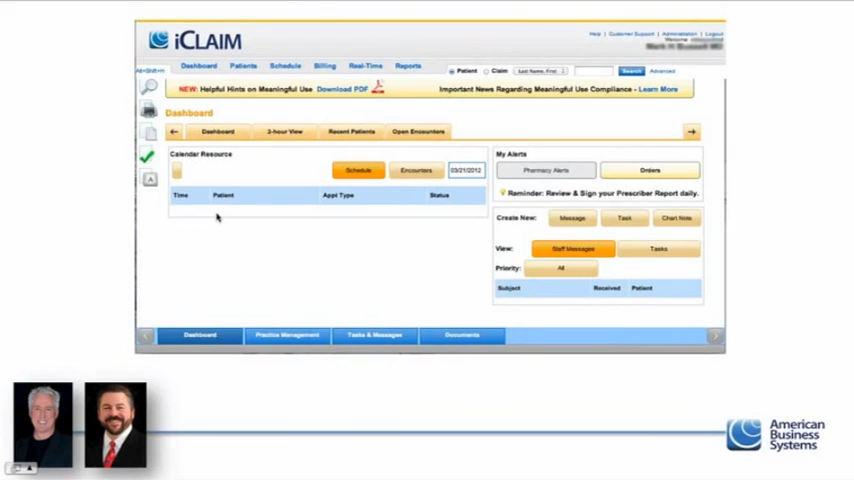 iCLAIM
Help | Customer Support | Administration | Logout
Welcome
Alt+Shift+m
Dashboard Patients Schedule Billing Real-Time Reports
Patient Claim Last Name, First Search Advanced
NEW: Helpful Hints on Meaningful Use Download PDF
Important News Regarding Meaningful Use Compliance - Learn More
Dashboard
Dashboard 2-hour View Recent Patients Open Encounters
Calendar Resource
Schedule Encounters 03/21/2012
Time Patient Appt Type Status
My Alerts
Pharmacy Alerts Orders
Reminder: Review & Sign your Prescriber Report daily.
Create New: Message Task Chart Note
View: Staff Messages Tasks
Priority: All
Subject Received Patient
Dashboard Practice Management Tasks & Messages Documents
American
Business
Systems